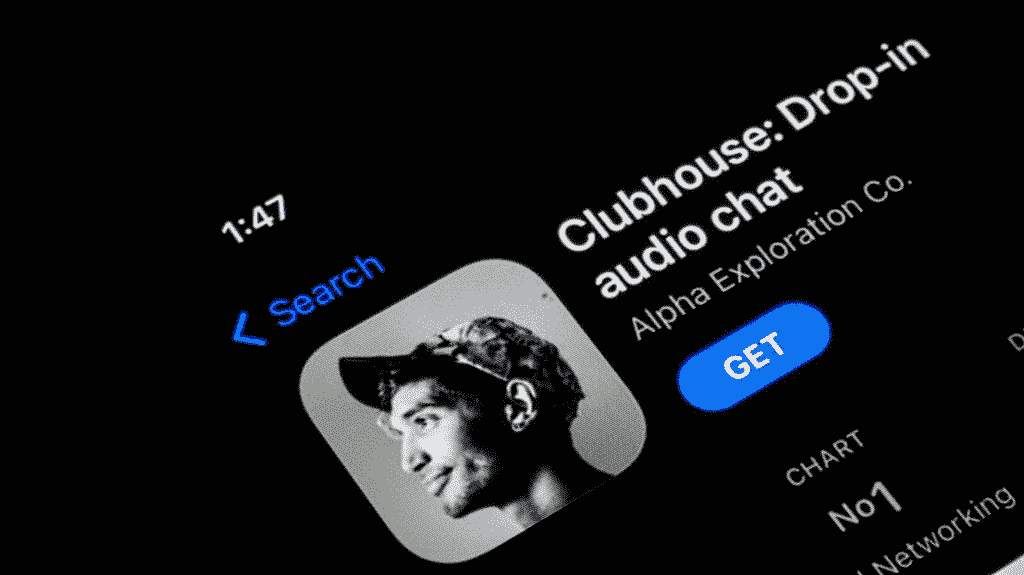 1:47
Search
Clubhouse: Drop-in
audio chat
Alpha Exploration Co.
GET
CHART
No1
Networking